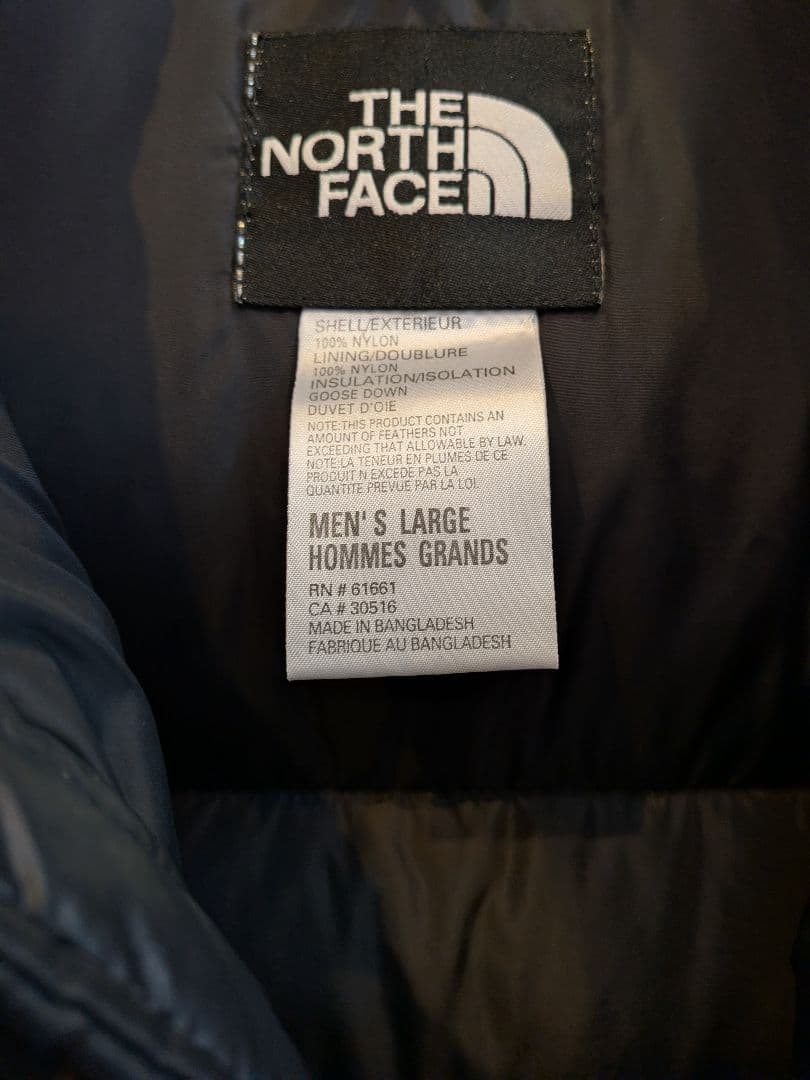 THE
NORTH
FACE
SHELL/EXTERIEUR
100% NYLON
LINING/DOUBLURE
100% NYLON
INSULATION/ISOLATION
GOOSE DOWN
DUVET D'OIE
NOTE:THIS PRODUCT CONTAINS AN
AMOUNT OF FEATHERS NOT
EXCEEDING THAT ALLOWABLE BY LAW.
NOTE:LA TENEUR EN PLUMES DE CE
PRODUIT N EXCEDE PAS LA
QUANTITE PREVUE PAR LA LOI.
MEN'S LARGE
HOMMES GRANDS
RN # 61661
CA # 30516
MADE IN BANGLADESH
FABRIQUE AU BANGLADESH